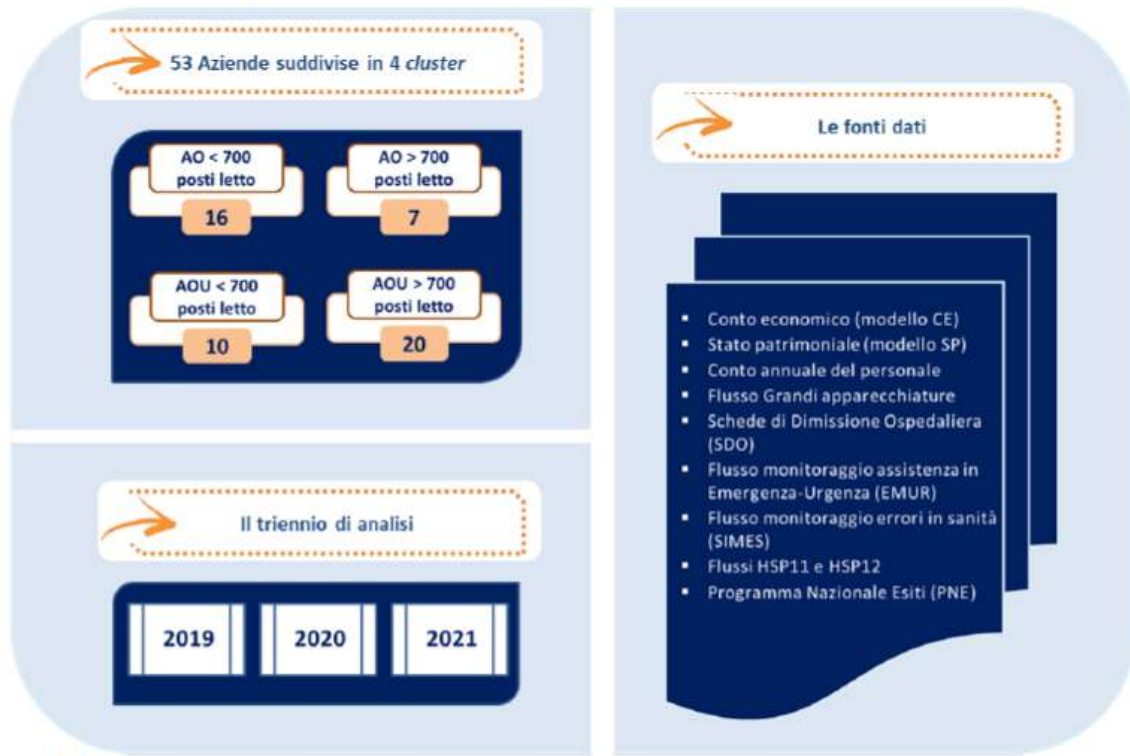 53 Aziende suddivise in 4 cluster
AO < 700
posti letto
16
AO > 700
posti letto
7
AOU < 700
posti letto
10
AOU > 700
posti letto
20
Il triennio di analisi
2019
2020
2021
Le fonti dati
▪ Conto economico (modello CE)
▪ Stato patrimoniale (modello SP)
▪ Conto annuale del personale
▪ Flusso Grandi apparecchiature
▪ Schede di Dimissione Ospedaliera
(SDO)
▪ Flusso monitoraggio assistenza in
Emergenza-Urgenza (EMUR)
▪ Flusso monitoraggio errori in sanità
(SIMES)
▪ Flussi HSP11 e HSP12
▪ Programma Nazionale Esiti (PNE)